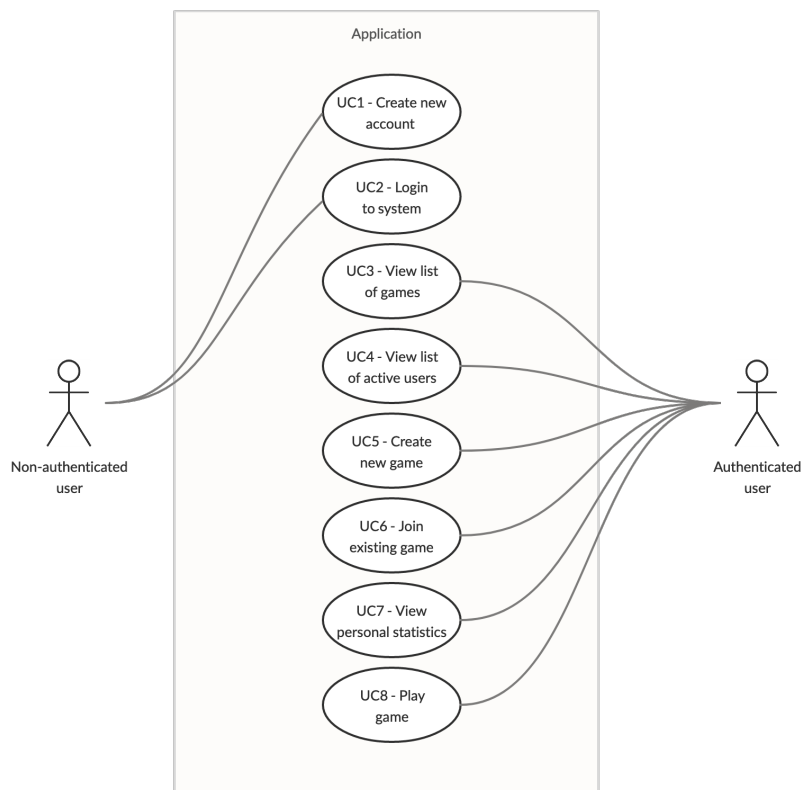 Application
UC1 - Create new
account
UC2 - Login
to system
UC3 - View list
of games
UC4 - View list
of active users
UC5 - Create
new game
UC6 - Join
existing game
UC7 - View
personal statistics
UC8 - Play
game
Non-authenticated
user
Authenticated
user